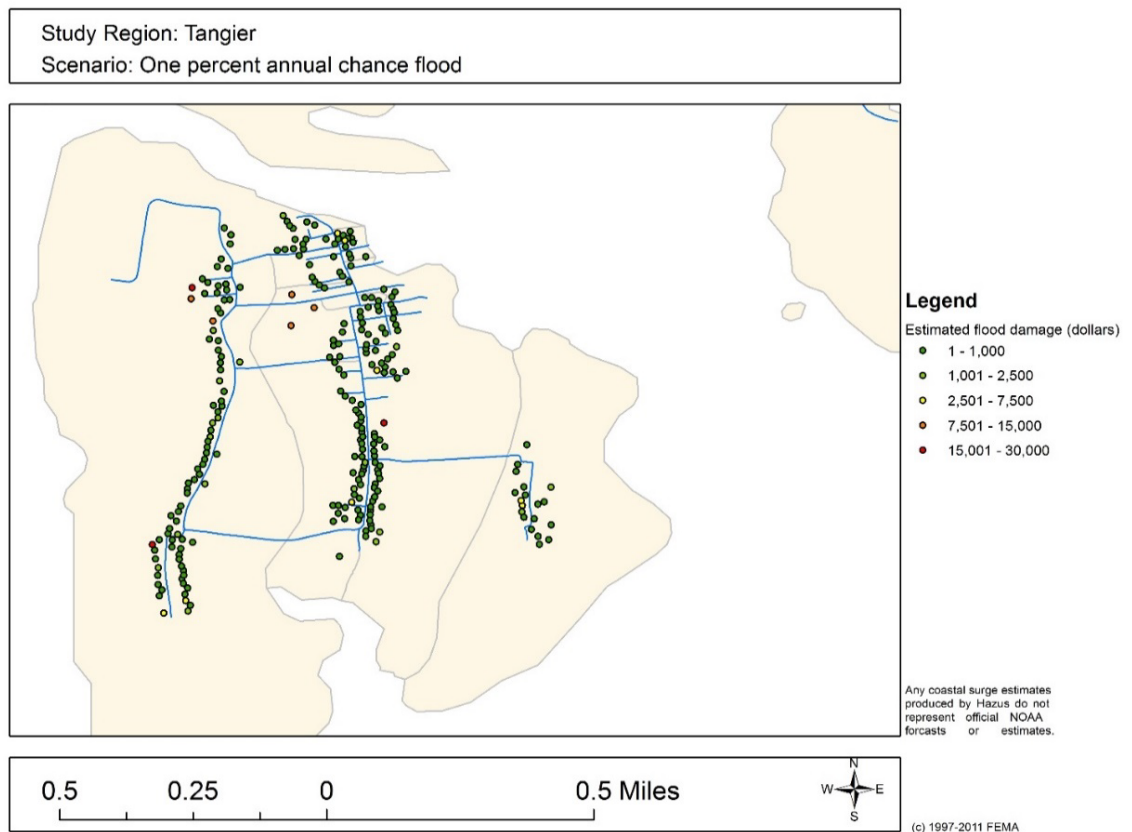 Study Region: Tangier
Scenario: One percent annual chance flood
Legend
Estimated flood damage (dollars)
1 - 1,000
1,001 - 2,500
2,501 - 7,500
7,501 - 15,000
15,001 - 30,000
Any coastal surge estimates
produced by Hazus do not
represent official NOAA
forcasts or estimates.
0.5 0.25 0 0.5 Miles
N
W E
S
(c) 1997-2011 FEMA